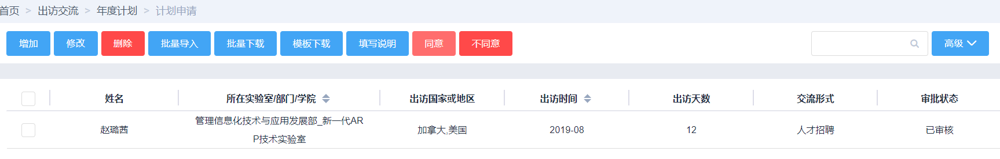 首页 > 出访交流 > 年度计划 > 计划申请
增加 修改 删除 批量导入 批量下载 模板下载 填写说明 同意 不同意 高级
姓名 所在实验室/部门/学院 出访国家或地区 出访时间 出访天数 交流形式 审批状态
赵璐茜 管理信息化技术与应用发展部_新一代AR
P技术实验室 加拿大,美国 2019-08 12 人才招聘 已审核